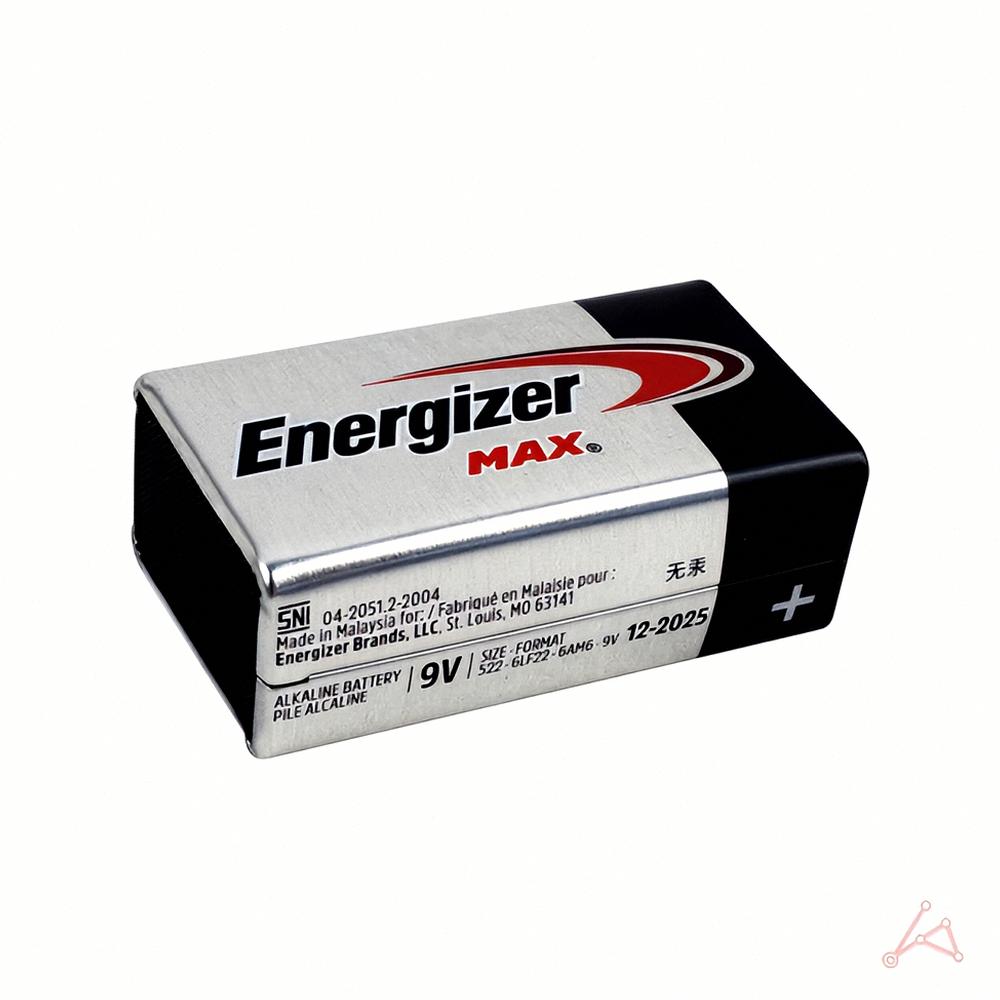 Energizer
MAX®
无汞
SNI 04-2051.2-2004
Made in Malaysia for: / Fabriqué en Malaisie pour :
Energizer Brands, LLC, St. Louis, MO 63141
ALKALINE BATTERY
PILE ALCALINE
9V
SIZE - FORMAT
522 - 6LF22 - 6AM6 - 9V
12-2025
+